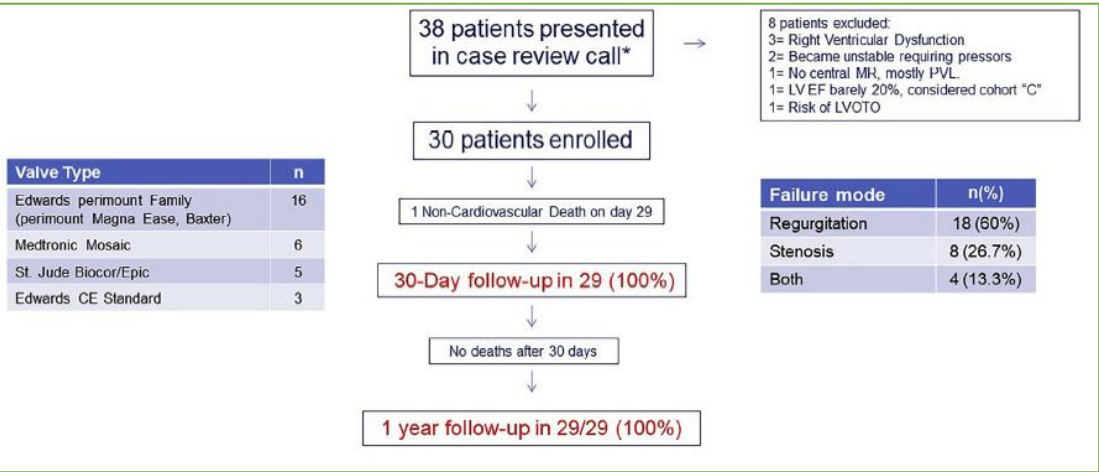 38 patients presented
in case review call*
8 patients excluded:
3= Right Ventricular Dysfunction
2= Became unstable requiring pressors
1= No central MR, mostly PVL.
1= LV EF barely 20%, considered cohort "C"
1= Risk of LVOTO
30 patients enrolled
Valve Type n
Edwards perimount Family 16
(perimount Magna Ease, Baxter)
Medtronic Mosaic 6
St. Jude Biocor/Epic 5
Edwards CE Standard 3
1 Non-Cardiovascular Death on day 29
Failure mode n(%)
Regurgitation 18 (60%)
Stenosis 8 (26.7%)
Both 4 (13.3%)
30-Day follow-up in 29 (100%)
No deaths after 30 days
1 year follow-up in 29/29 (100%)